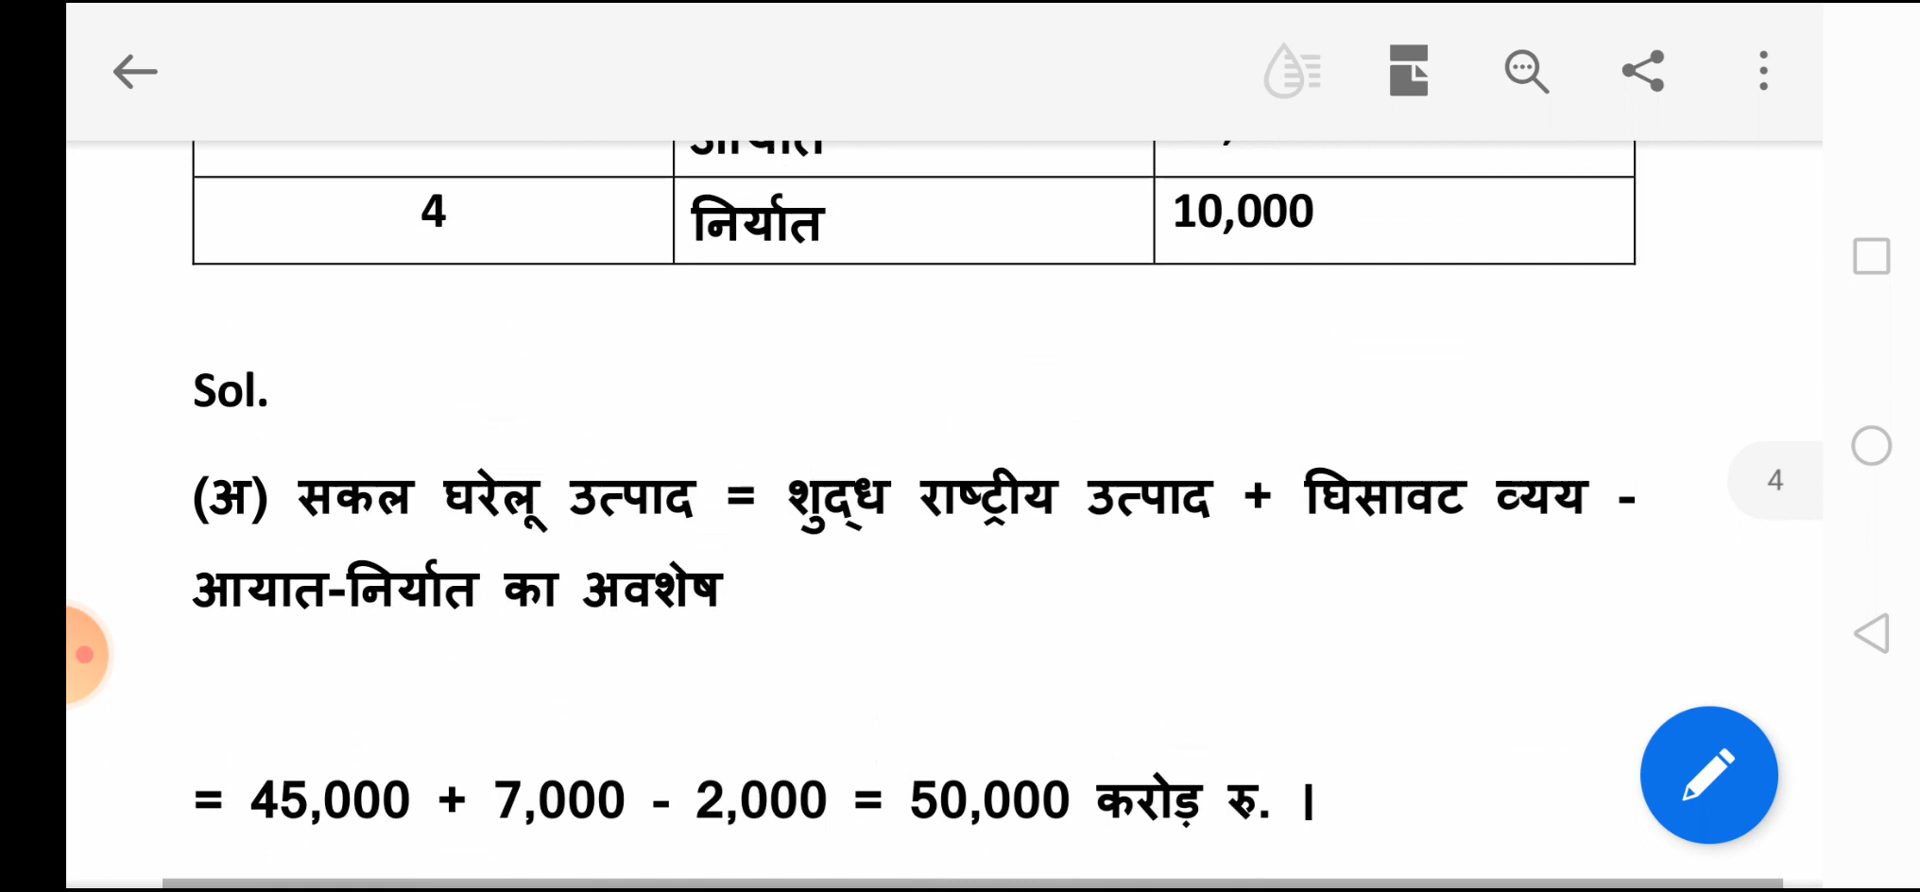 4 निर्यात 10,000
Sol.
(अ) सकल घरेलू उत्पाद = शुद्ध राष्ट्रीय उत्पाद + घिसावट व्यय -
4
आयात-निर्यात का अवशेष
= 45,000 + 7,000 - 2,000 = 50,000 करोड़ रु. ।